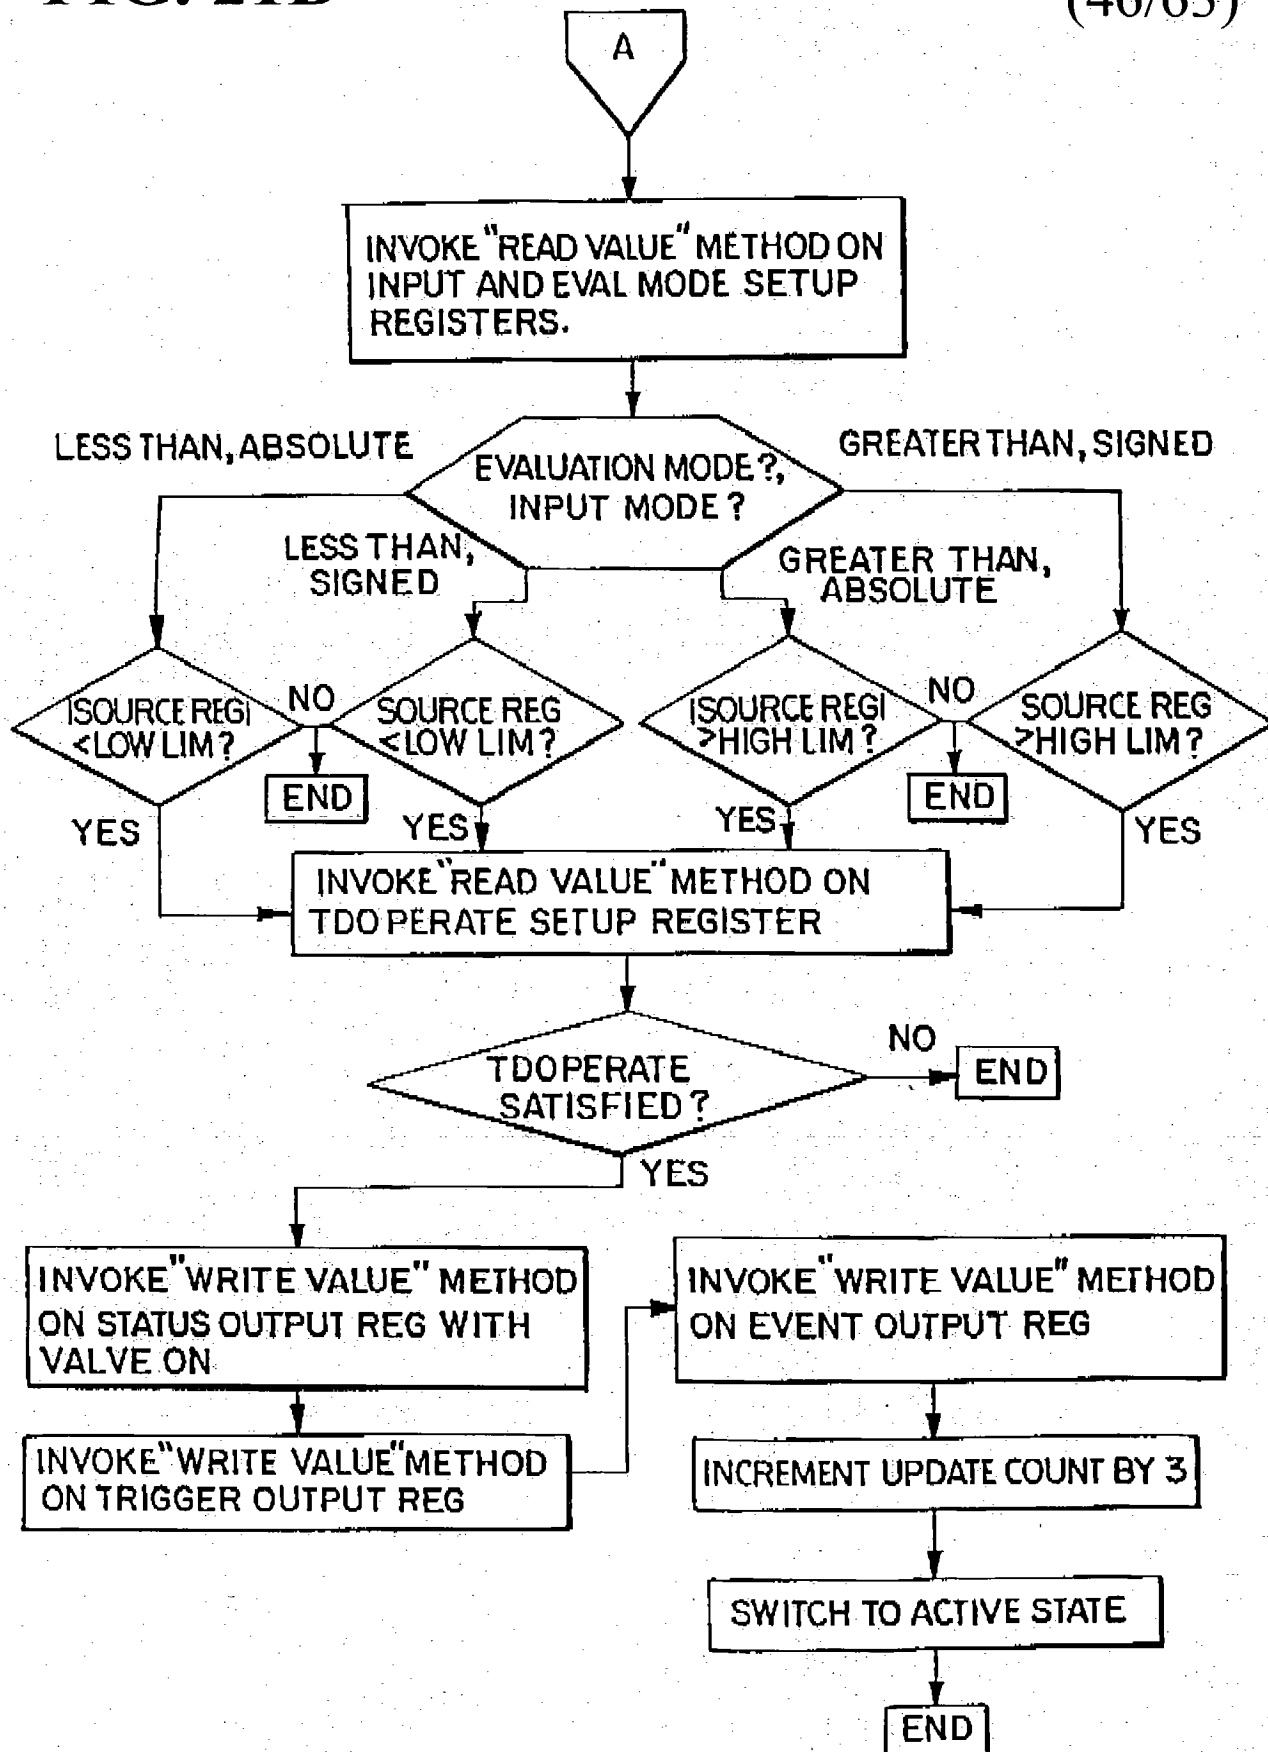 FIG. 21B
(46/65)
A
INVOKE "READ VALUE" METHOD ON
INPUT AND EVAL MODE SETUP
REGISTERS.
LESS THAN, ABSOLUTE
EVALUATION MODE?,
INPUT MODE?
GREATER THAN, SIGNED
LESS THAN,
SIGNED
GREATER THAN,
ABSOLUTE
|SOURCE REG|
<LOW LIM?
NO
SOURCE REG
<LOW LIM?
|SOURCE REG|
>HIGH LIM?
NO
SOURCE REG
>HIGH LIM?
END
END
YES
YES
YES
YES
INVOKE "READ VALUE" METHOD ON
TDOPERATE SETUP REGISTER
TDOPERATE
SATISFIED?
NO
END
YES
INVOKE "WRITE VALUE" METHOD
ON STATUS OUTPUT REG WITH
VALVE ON
INVOKE "WRITE VALUE" METHOD
ON TRIGGER OUTPUT REG
INVOKE "WRITE VALUE" METHOD
ON EVENT OUTPUT REG
INCREMENT UPDATE COUNT BY 3
SWITCH TO ACTIVE STATE
END